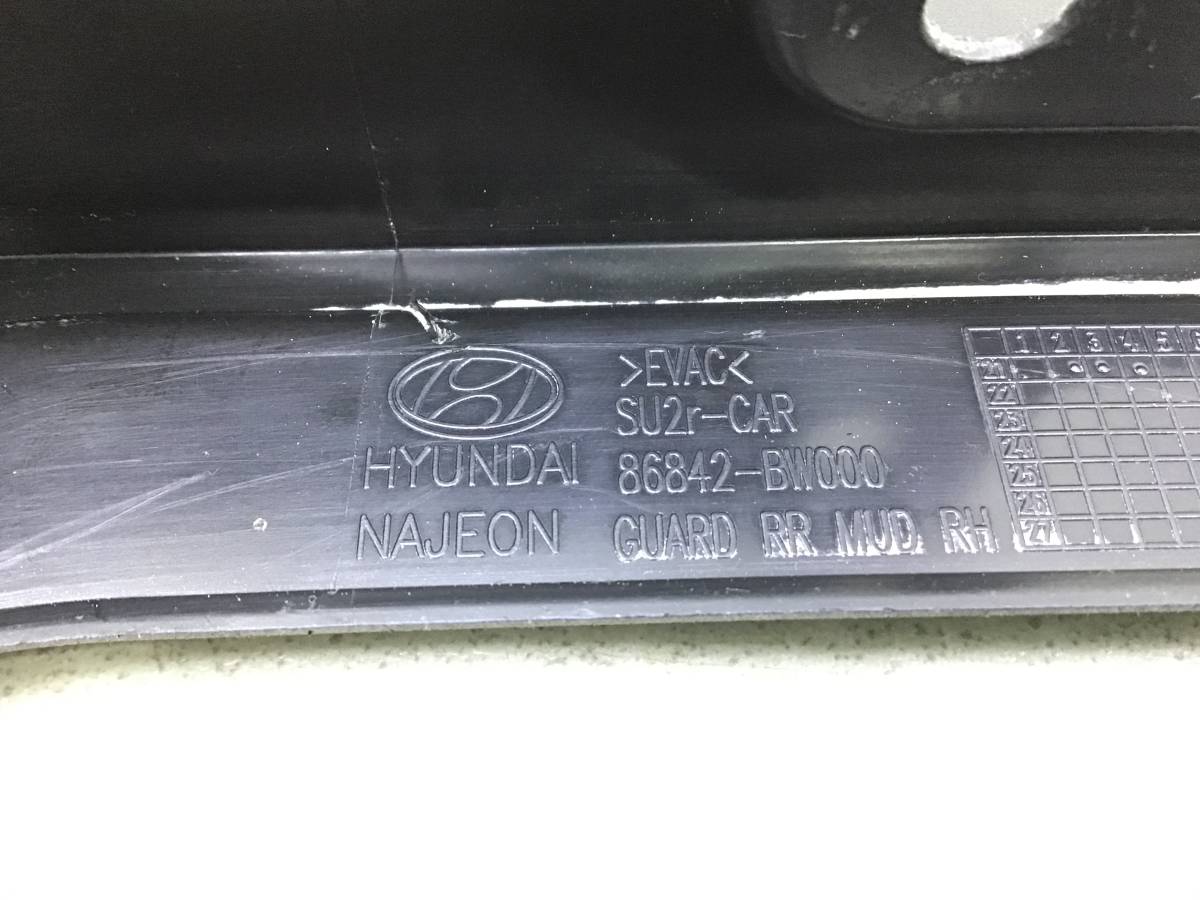 >EVAC<
SU2r-CAR
HYUNDAI
86842-BW000
NAJEON
GUARD RR MUD RH
1 2 3 4 5
21
22
23
24
25
26
27